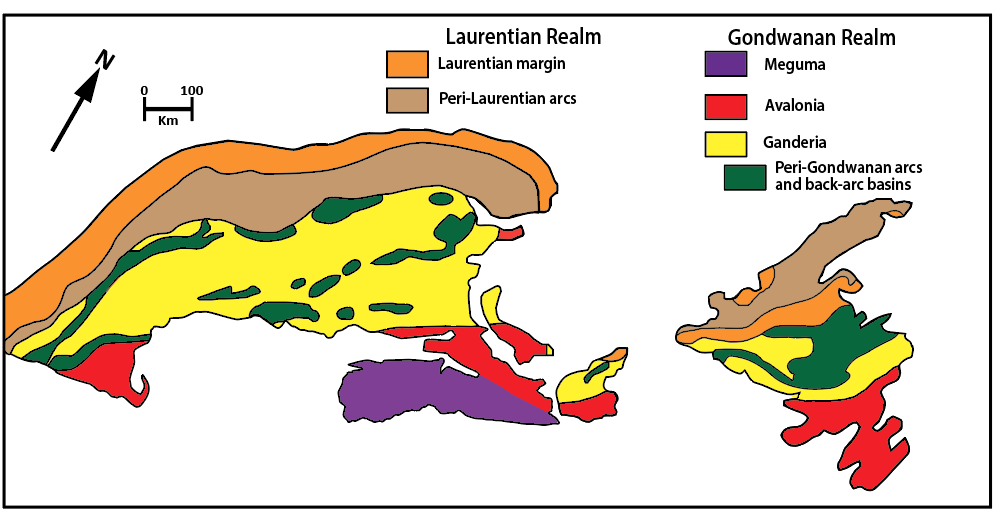 Laurentian Realm
Laurentian margin
Peri-Laurentian arcs
Gondwanan Realm
Meguma
Avalonia
Ganderia
Peri-Gondwanan arcs
and back-arc basins
N
0 100
Km